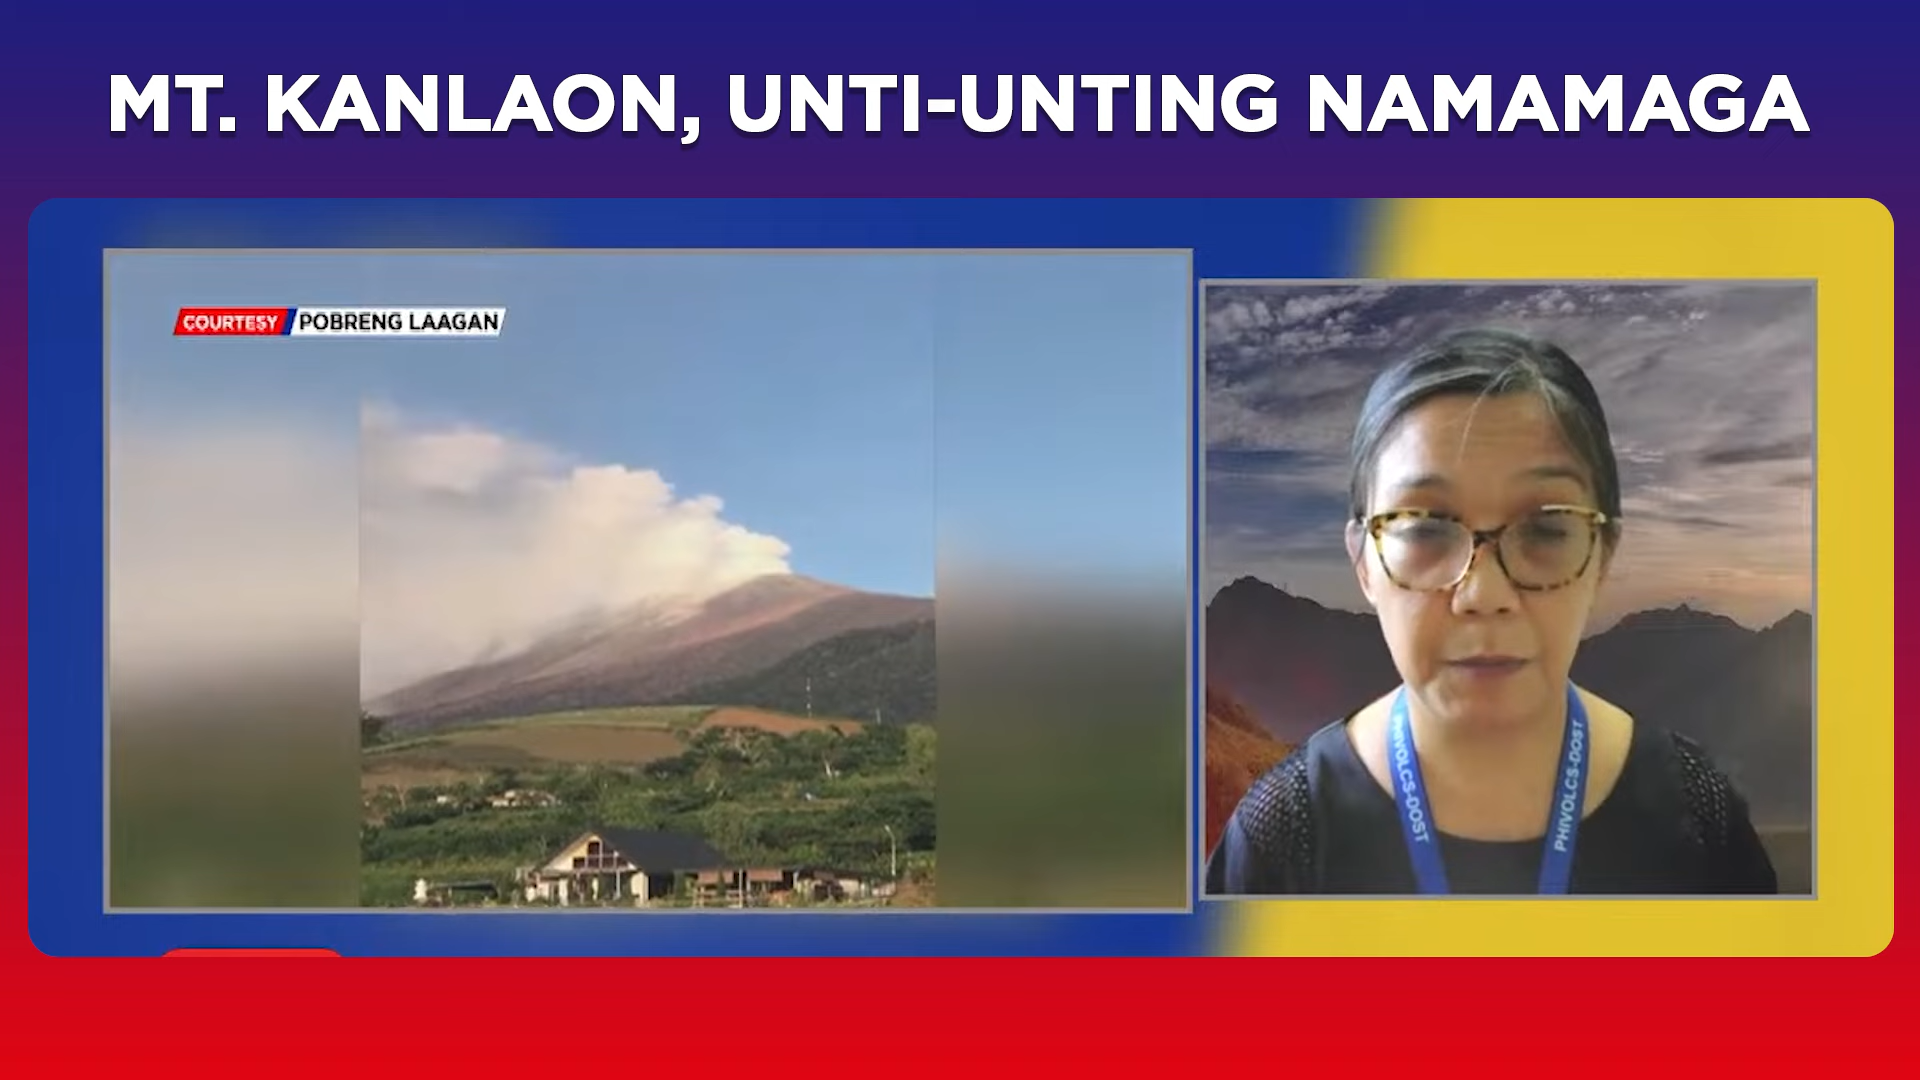 MT. KANLAON, UNTI-UNTING NAMAMAGA
COURTESY POBRENG LAAGAN
PHIVOLCS-DOST
PHIVOLCS-DOST